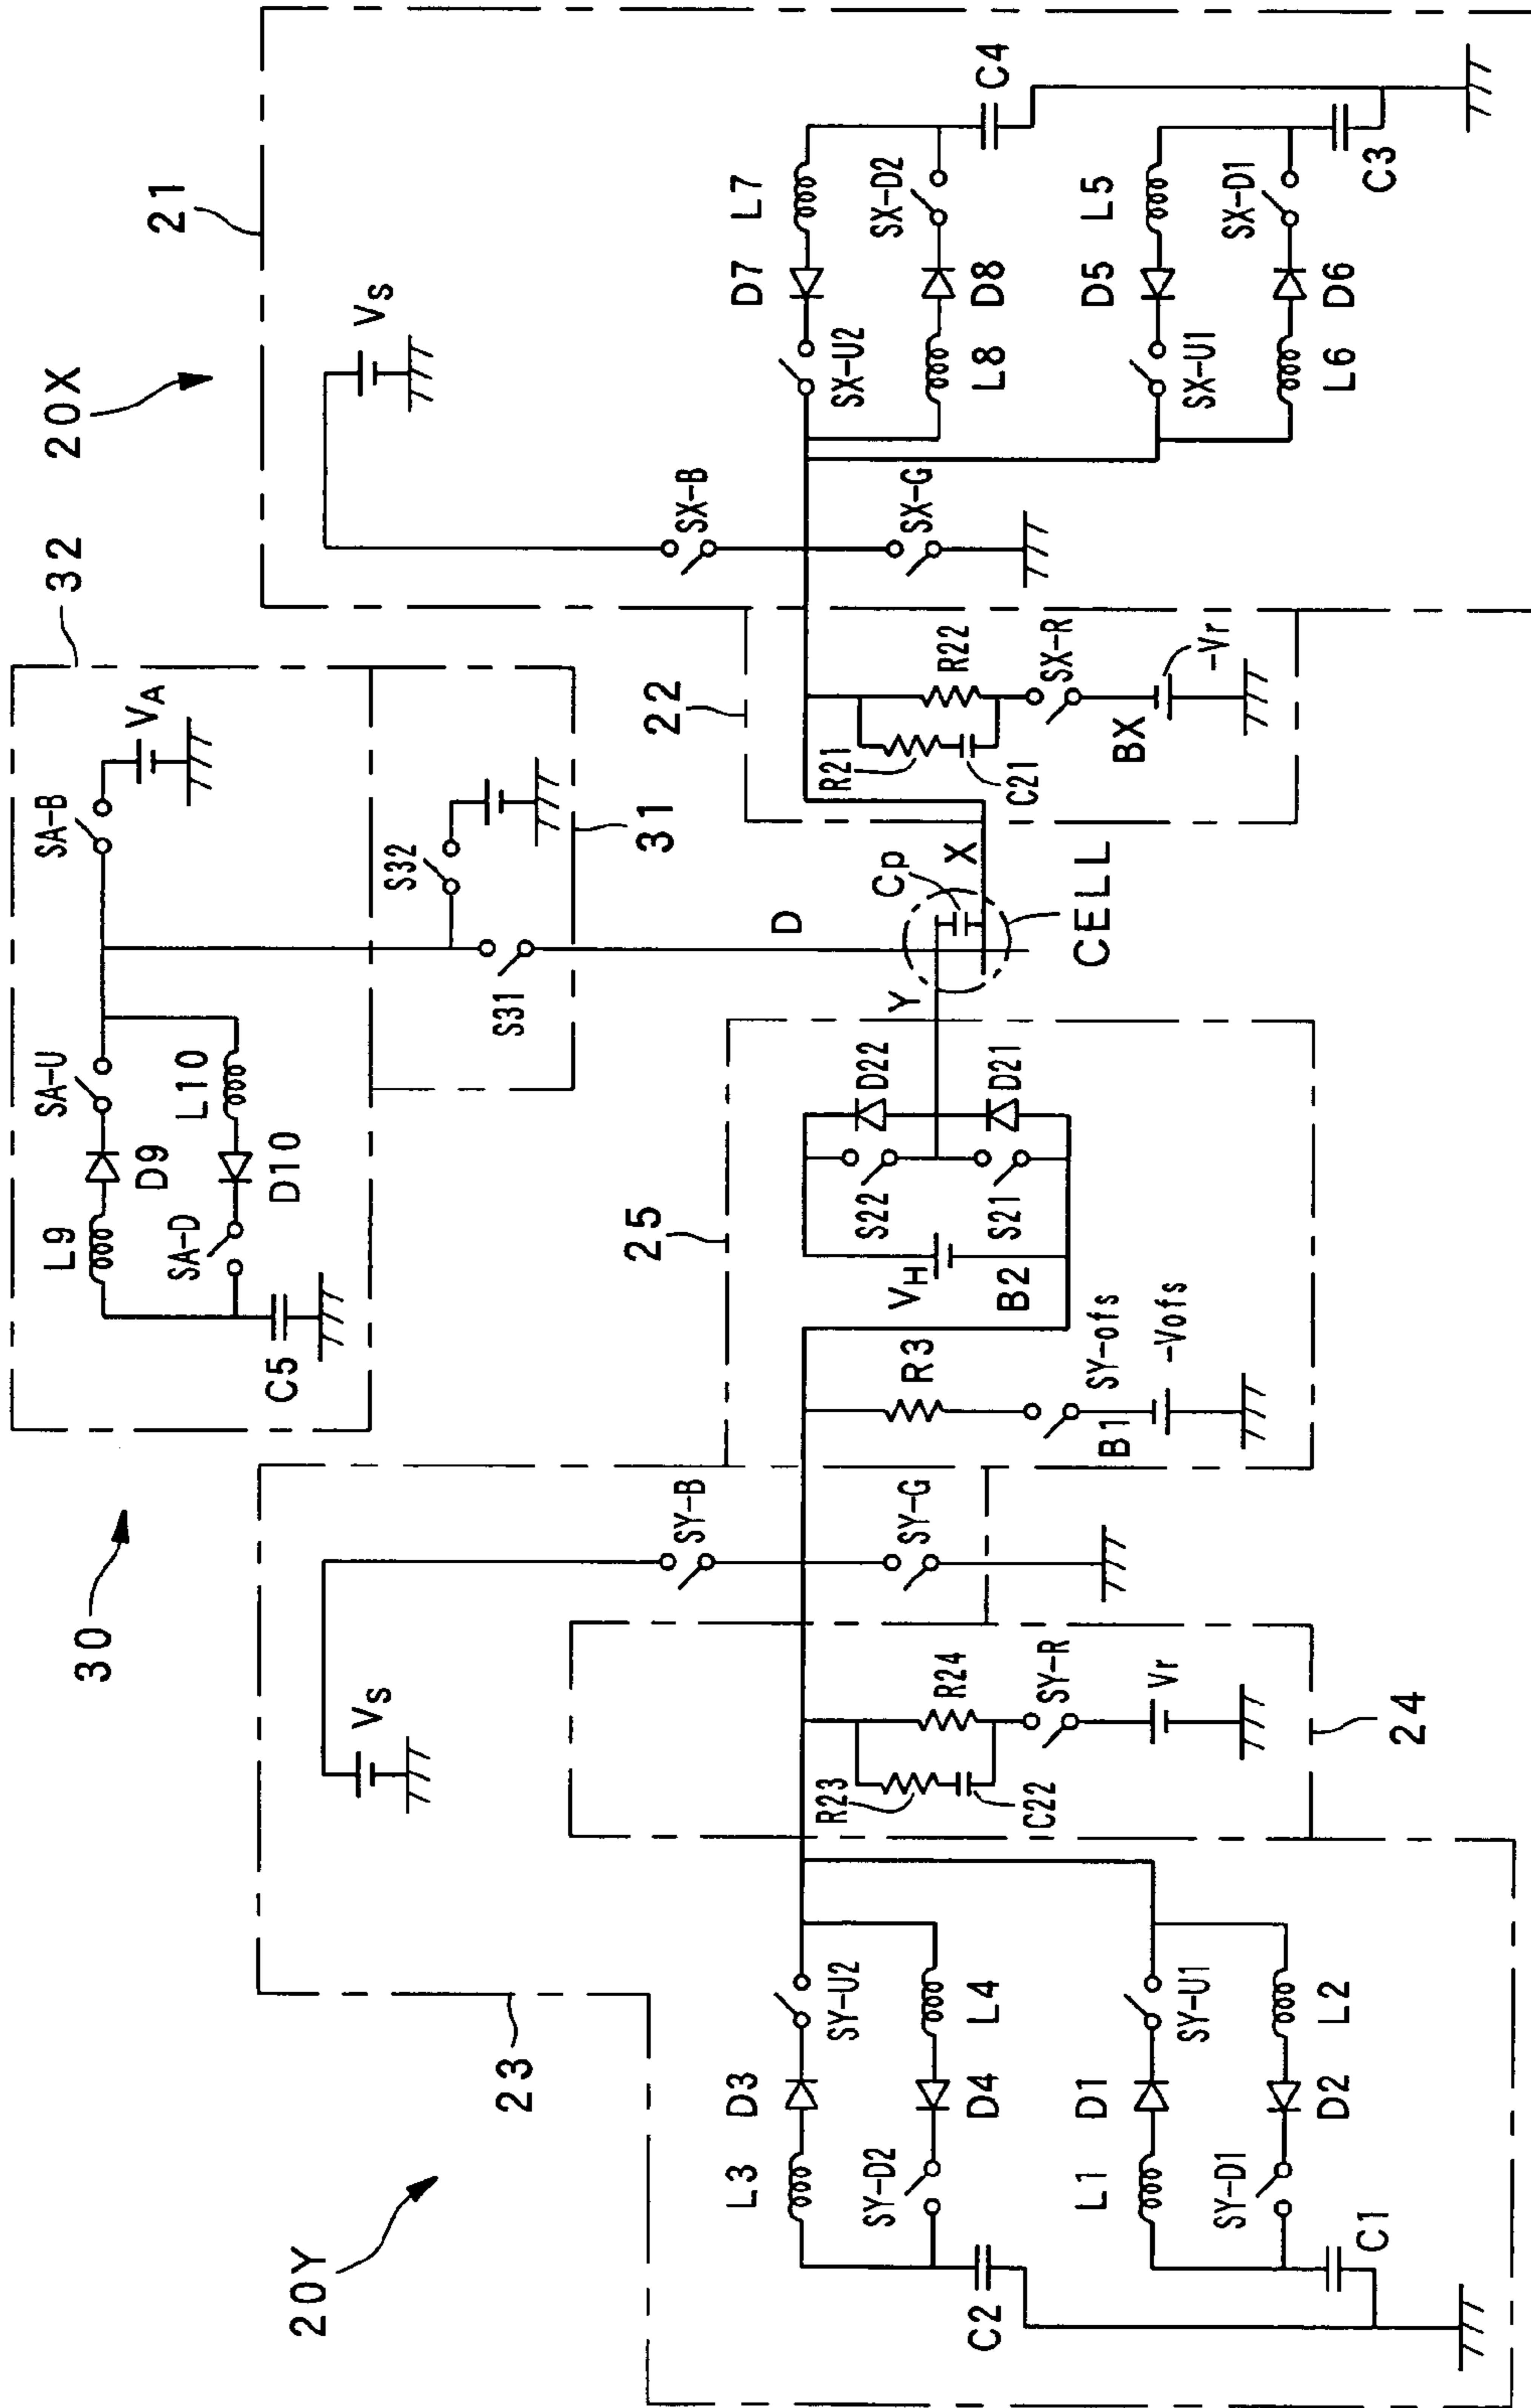 30
32
20X
21
SA-U
SA-B
VA
L9
D9
L10
SA-D
D10
C5
S32
S31
31
D
20Y
23
Vs
SY-B
SY-G
L3
D3
SY-U2
SY-D2
D4
L4
C2
L1
D1
SY-U1
SY-D1
D2
L2
C1
R23
R24
C22
SY-R
Vr
24
25
R3
SY-ofs
B1
-Vofs
VH
B2
S22
D22
S21
D21
Y
Cp
X
CELL
22
R21
R22
C21
SX-R
BX
-Vr
Vs
SX-B
SX-G
D7
L7
SX-U2
SX-D2
L8
D8
C4
D5
L5
SX-U1
SX-D1
L6
D6
C3